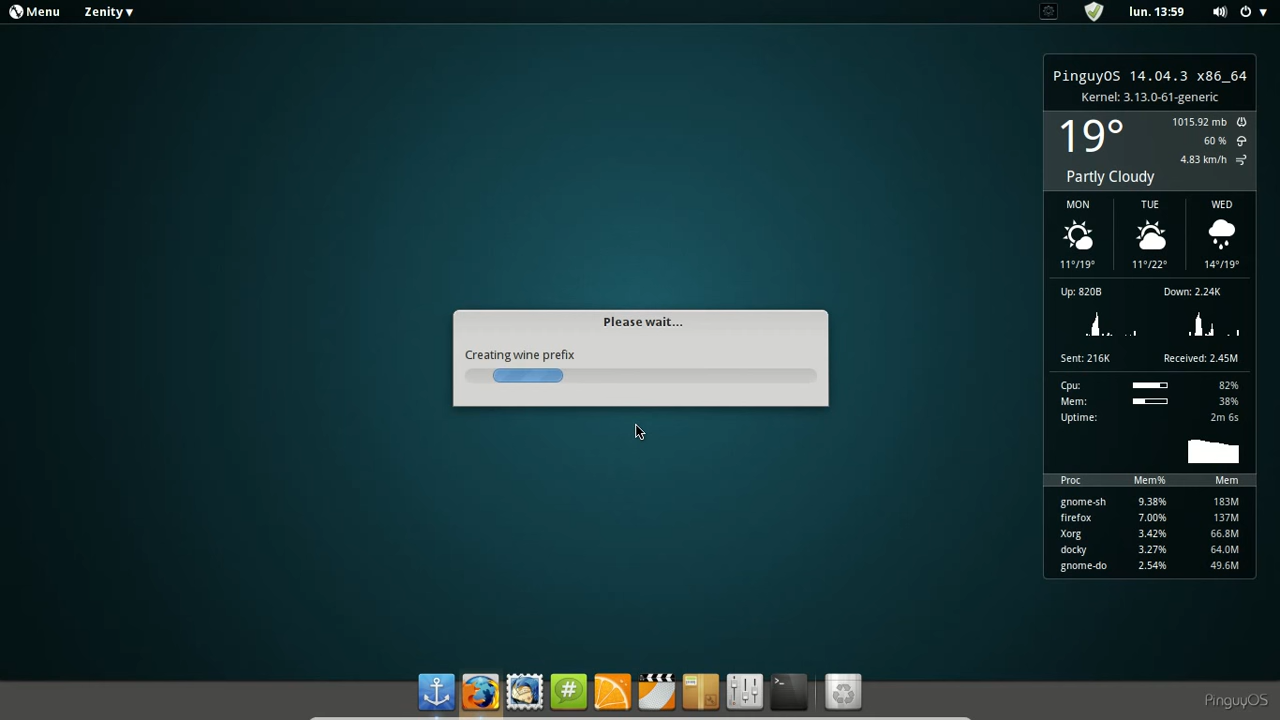 Menu Zenity ▾ lun. 13:59
PinguyOS 14.04.3 x86_64
Kernel: 3.13.0-61-generic
19° 1015.92 mb
60 %
4.83 km/h
Partly Cloudy
MON TUE WED
11°/19° 11°/22° 14°/19°
Up: 820B Down: 2.24K
Sent: 216K Received: 2.45M
Cpu: 82%
Mem: 38%
Uptime: 2m 6s
Proc Mem% Mem
gnome-sh 9.38% 183M
firefox 7.00% 137M
Xorg 3.42% 66.8M
docky 3.27% 64.0M
gnome-do 2.54% 49.6M
Please wait...
Creating wine prefix
#
>_
PinguyOS